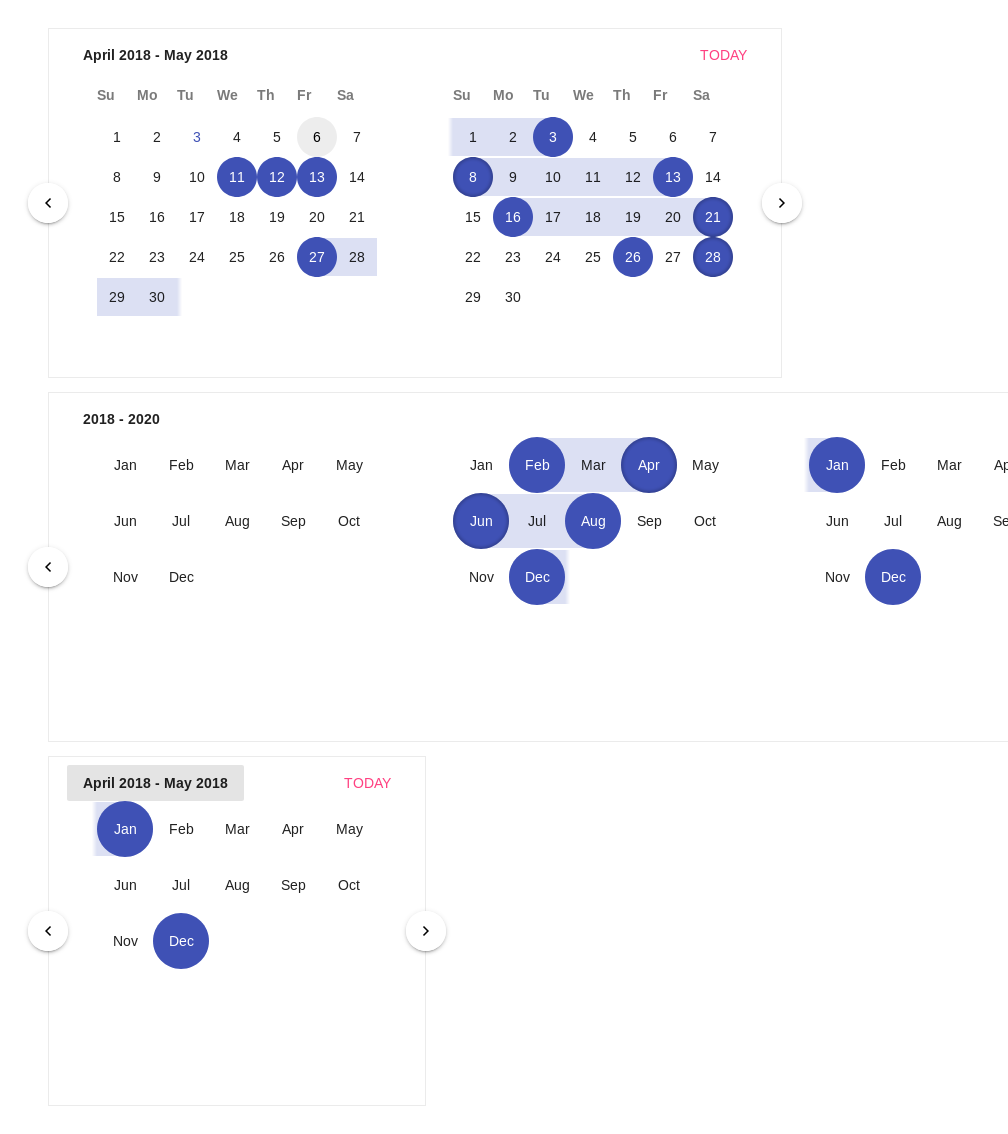 April 2018 - May 2018 TODAY
Su Mo Tu We Th Fr Sa Su Mo Tu We Th Fr Sa
1 2 3 4 5 6 7 1 2 3 4 5 6 7
8 9 10 11 12 13 14 8 9 10 11 12 13 14
15 16 17 18 19 20 21 15 16 17 18 19 20 21
22 23 24 25 26 27 28 22 23 24 25 26 27 28
29 30 29 30
2018 - 2020
Jan Feb Mar Apr May Jan Feb Mar Apr May Jan Feb Mar
Jun Jul Aug Sep Oct Jun Jul Aug Sep Oct Jun Jul Aug
Nov Dec Nov Dec Nov Dec
April 2018 - May 2018 TODAY
Jan Feb Mar Apr May
Jun Jul Aug Sep Oct
Nov Dec